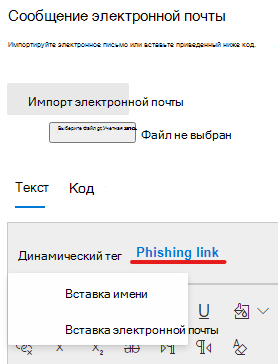 Сообщение электронной почты
Импортируйте электронное письмо или вставьте приведенный ниже код.
Импорт электронной почты
Выберите Файл gt; Учетная запись. Файл не выбран
Текст Код
Динамический тег Phishing link
Вставка имени
Вставка электронной почты